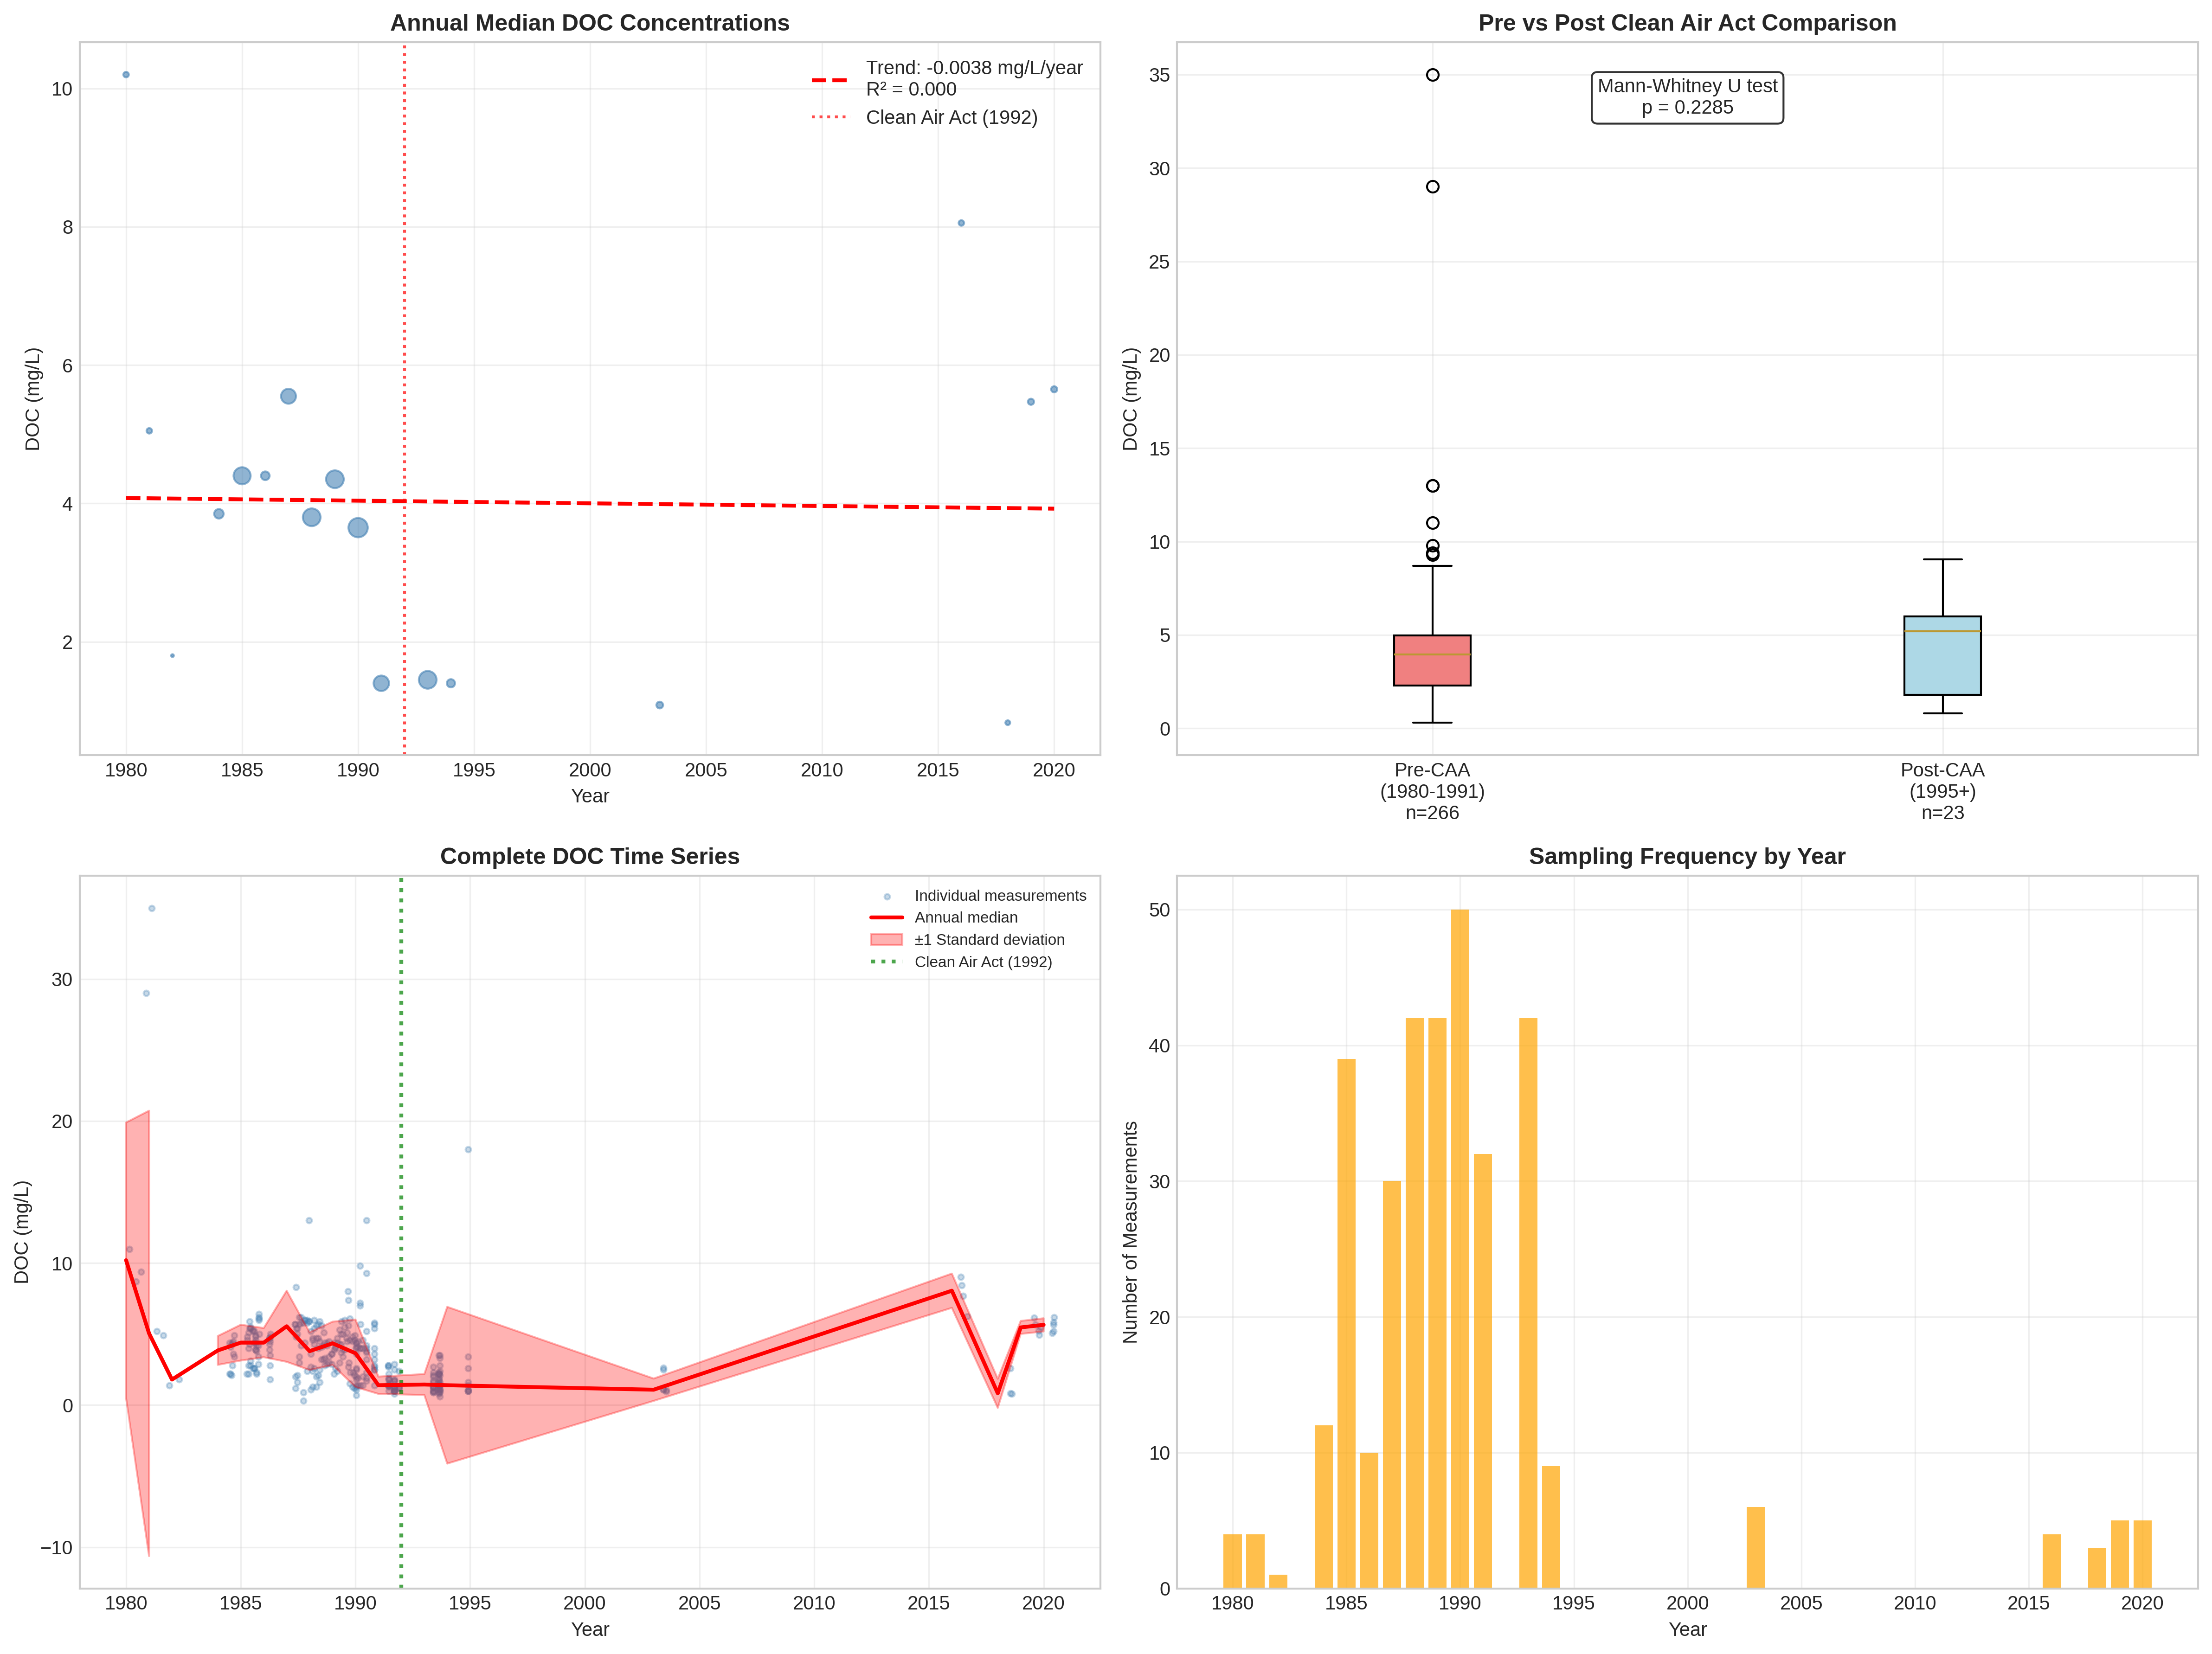 Annual Median DOC Concentrations
Trend: -0.0038 mg/L/year
R² = 0.000
Clean Air Act (1992)
DOC (mg/L)
10
8
6
4
2
1980 1985 1990 1995 2000 2005 2010 2015 2020
Year
Pre vs Post Clean Air Act Comparison
Mann-Whitney U test
p = 0.2285
DOC (mg/L)
35
30
25
20
15
10
5
0
Pre-CAA
(1980-1991)
n=266
Post-CAA
(1995+)
n=23
Complete DOC Time Series
Individual measurements
Annual median
±1 Standard deviation
Clean Air Act (1992)
DOC (mg/L)
30
20
10
0
−10
1980 1985 1990 1995 2000 2005 2010 2015 2020
Year
Sampling Frequency by Year
Number of Measurements
50
40
30
20
10
0
1980 1985 1990 1995 2000 2005 2010 2015 2020
Year